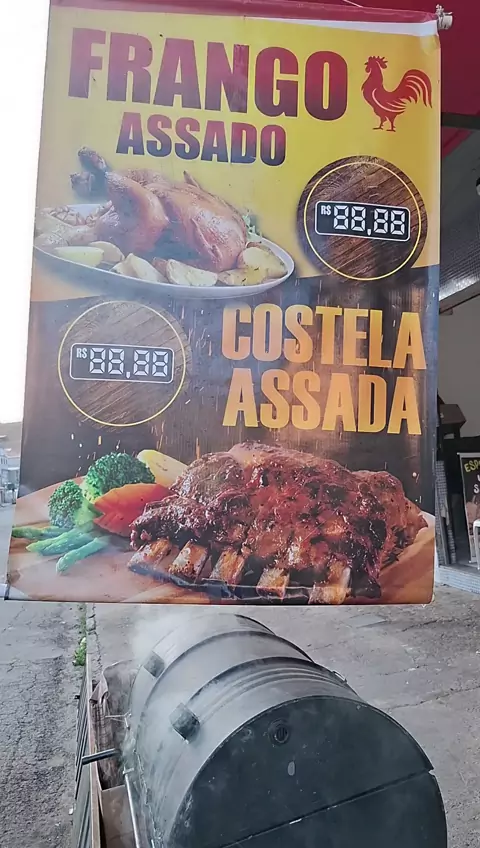 FRANGO
ASSADO
R$ 88,88
COSTELA
ASSADA
R$ 88,88